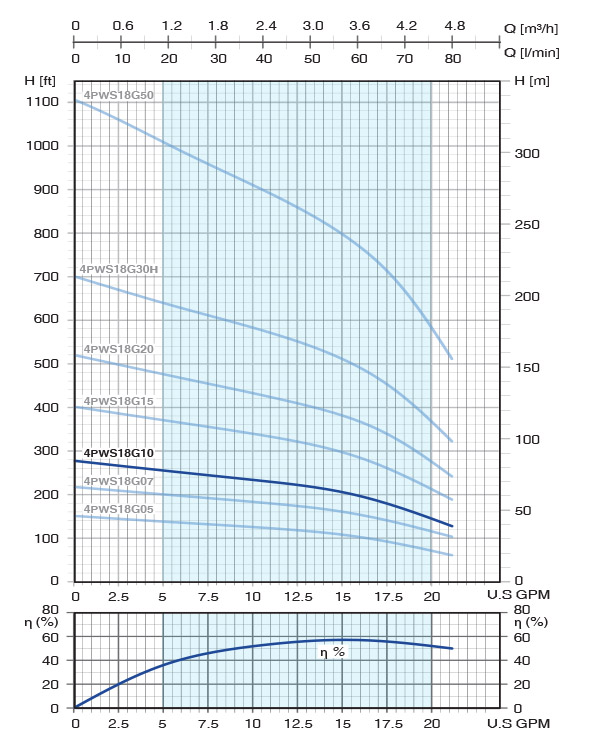 0 0.6 1.2 1.8 2.4 3.0 3.6 4.2 4.8 Q [m³/h]
0 10 20 30 40 50 60 70 80 Q [l/min]
H [ft] H [m]
4PWS18G50
1100
1000
300
900
250
800
4PWS18G30H
700
200
600
4PWS18G20
500
150
4PWS18G15
400
100
4PWS18G10
300
4PWS18G07
200
50
4PWS18G05
100
0 0
0 2.5 5 7.5 10 12.5 15 17.5 20 U.S GPM
80 80
η (%) η (%)
60 60
η %
40 40
20 20
0 0
0 2.5 5 7.5 10 12.5 15 17.5 20 U.S GPM